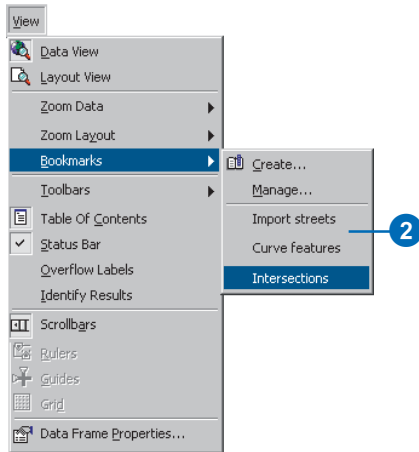 View
Data View
Layout View
Zoom Data
Zoom Layout
Bookmarks
Toolbars
Table Of Contents
Status Bar
Overflow Labels
Identify Results
Scrollbars
Rulers
Guides
Grid
Data Frame Properties...
Create...
Manage...
Import streets
Curve features
Intersections
2